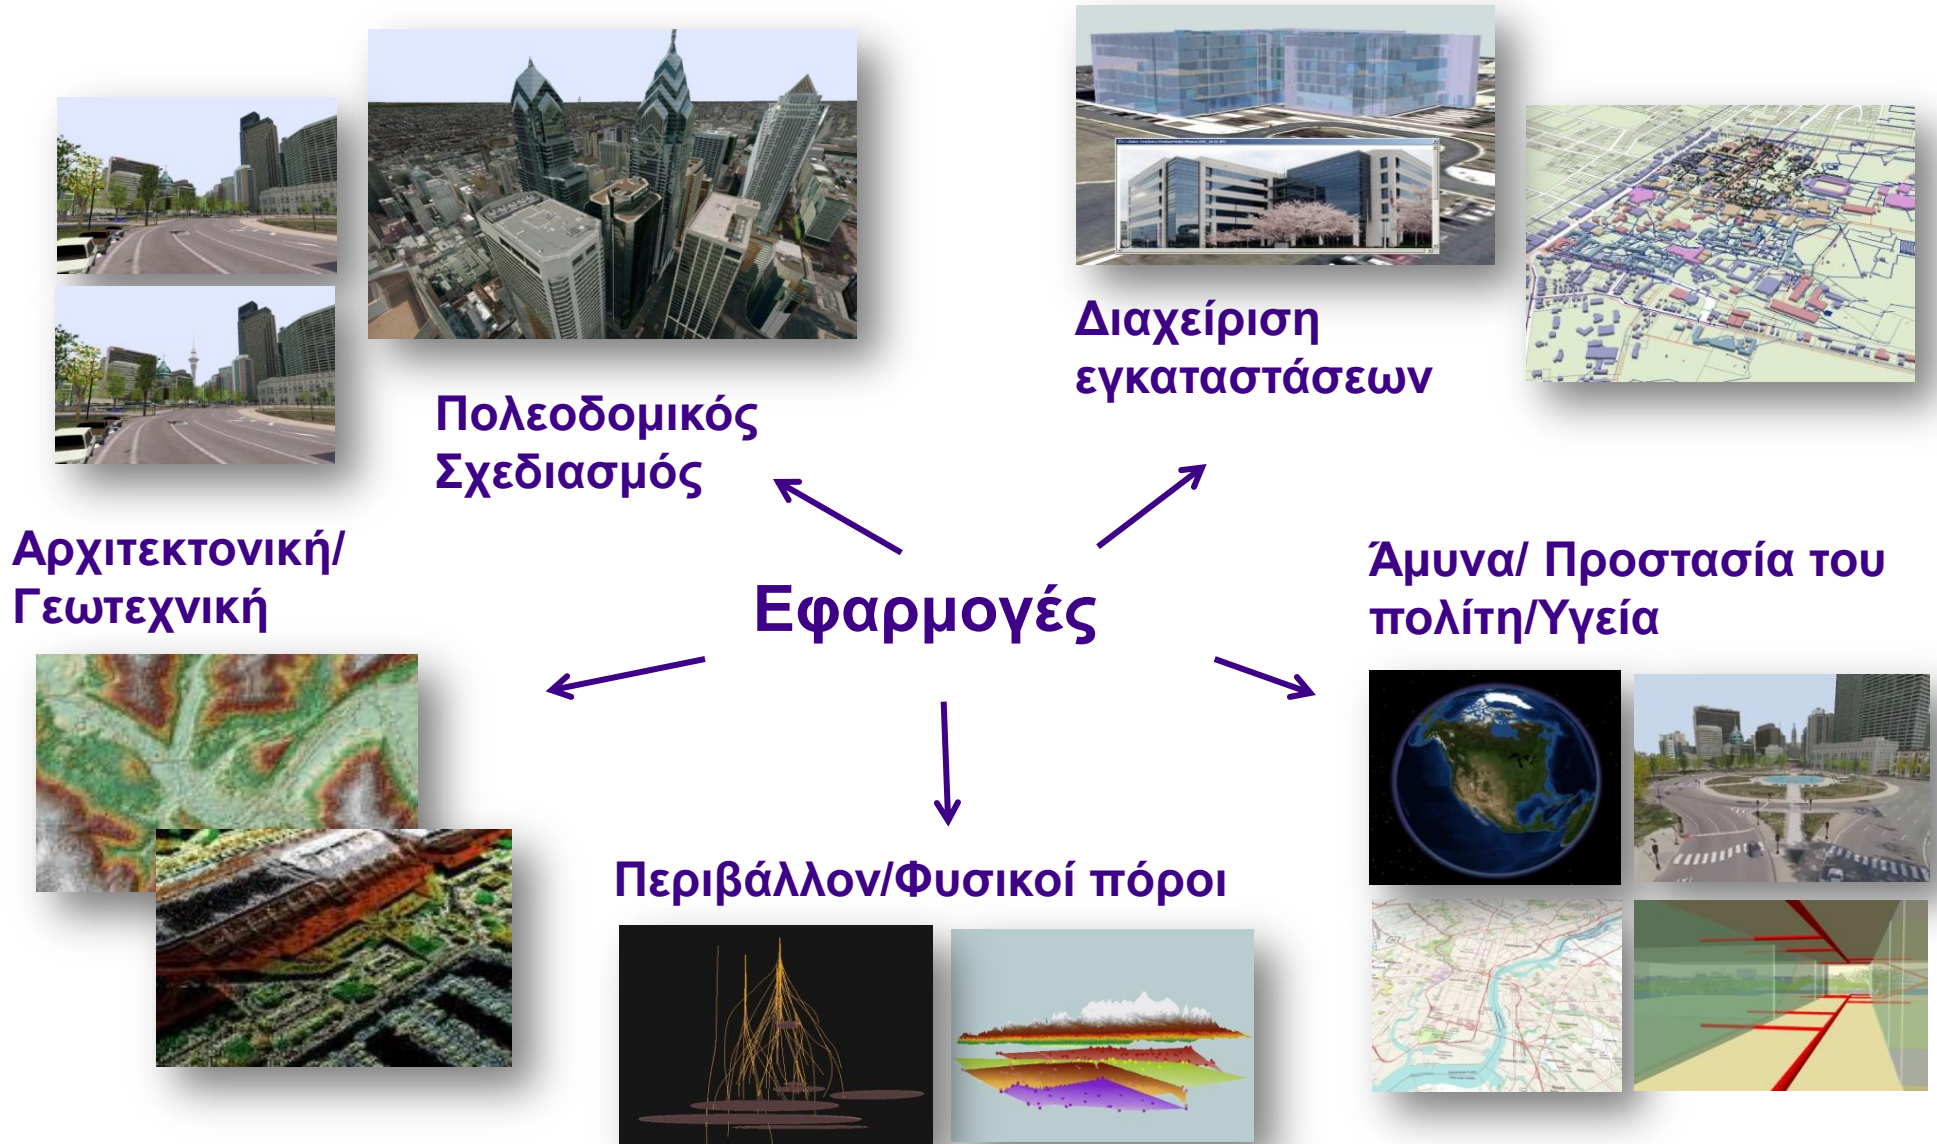 Πολεοδομικός
Σχεδιασμός
Διαχείριση
εγκαταστάσεων
Αρχιτεκτονική/
Γεωτεχνική
Εφαρμογές
Άμυνα/ Προστασία του
πολίτη/Υγεία
Περιβάλλον/Φυσικοί πόροι